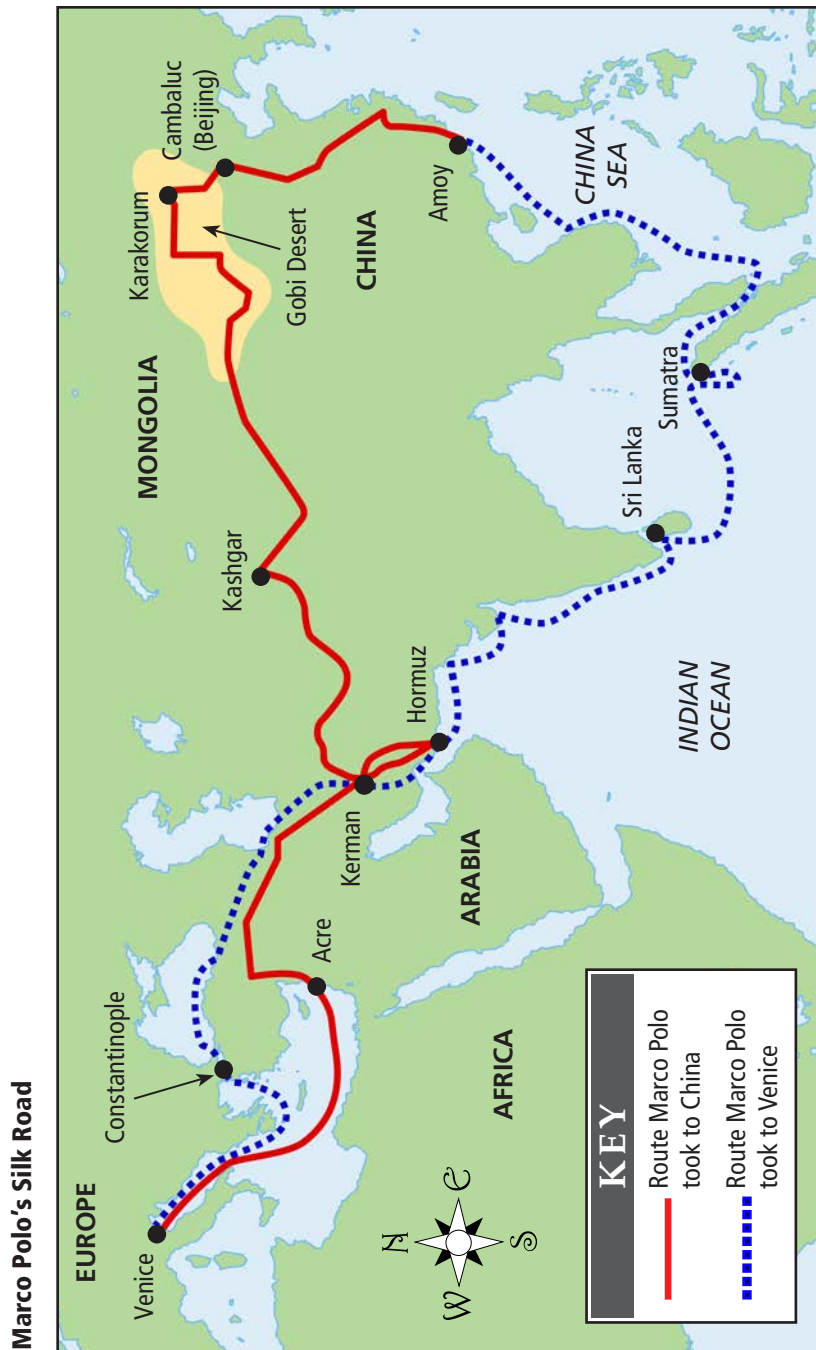 Marco Polo's Silk Road
EUROPE
Venice
Constantinople
Acre
AFRICA
ARABIA
Kerman
Hormuz
Kashgar
MONGOLIA
Karakorum
Cambaluc
(Beijing)
Gobi Desert
CHINA
Amoy
CHINA
SEA
Sumatra
Sri Lanka
INDIAN
OCEAN
N
W
E
S
KEY
Route Marco Polo
took to China
Route Marco Polo
took to Venice